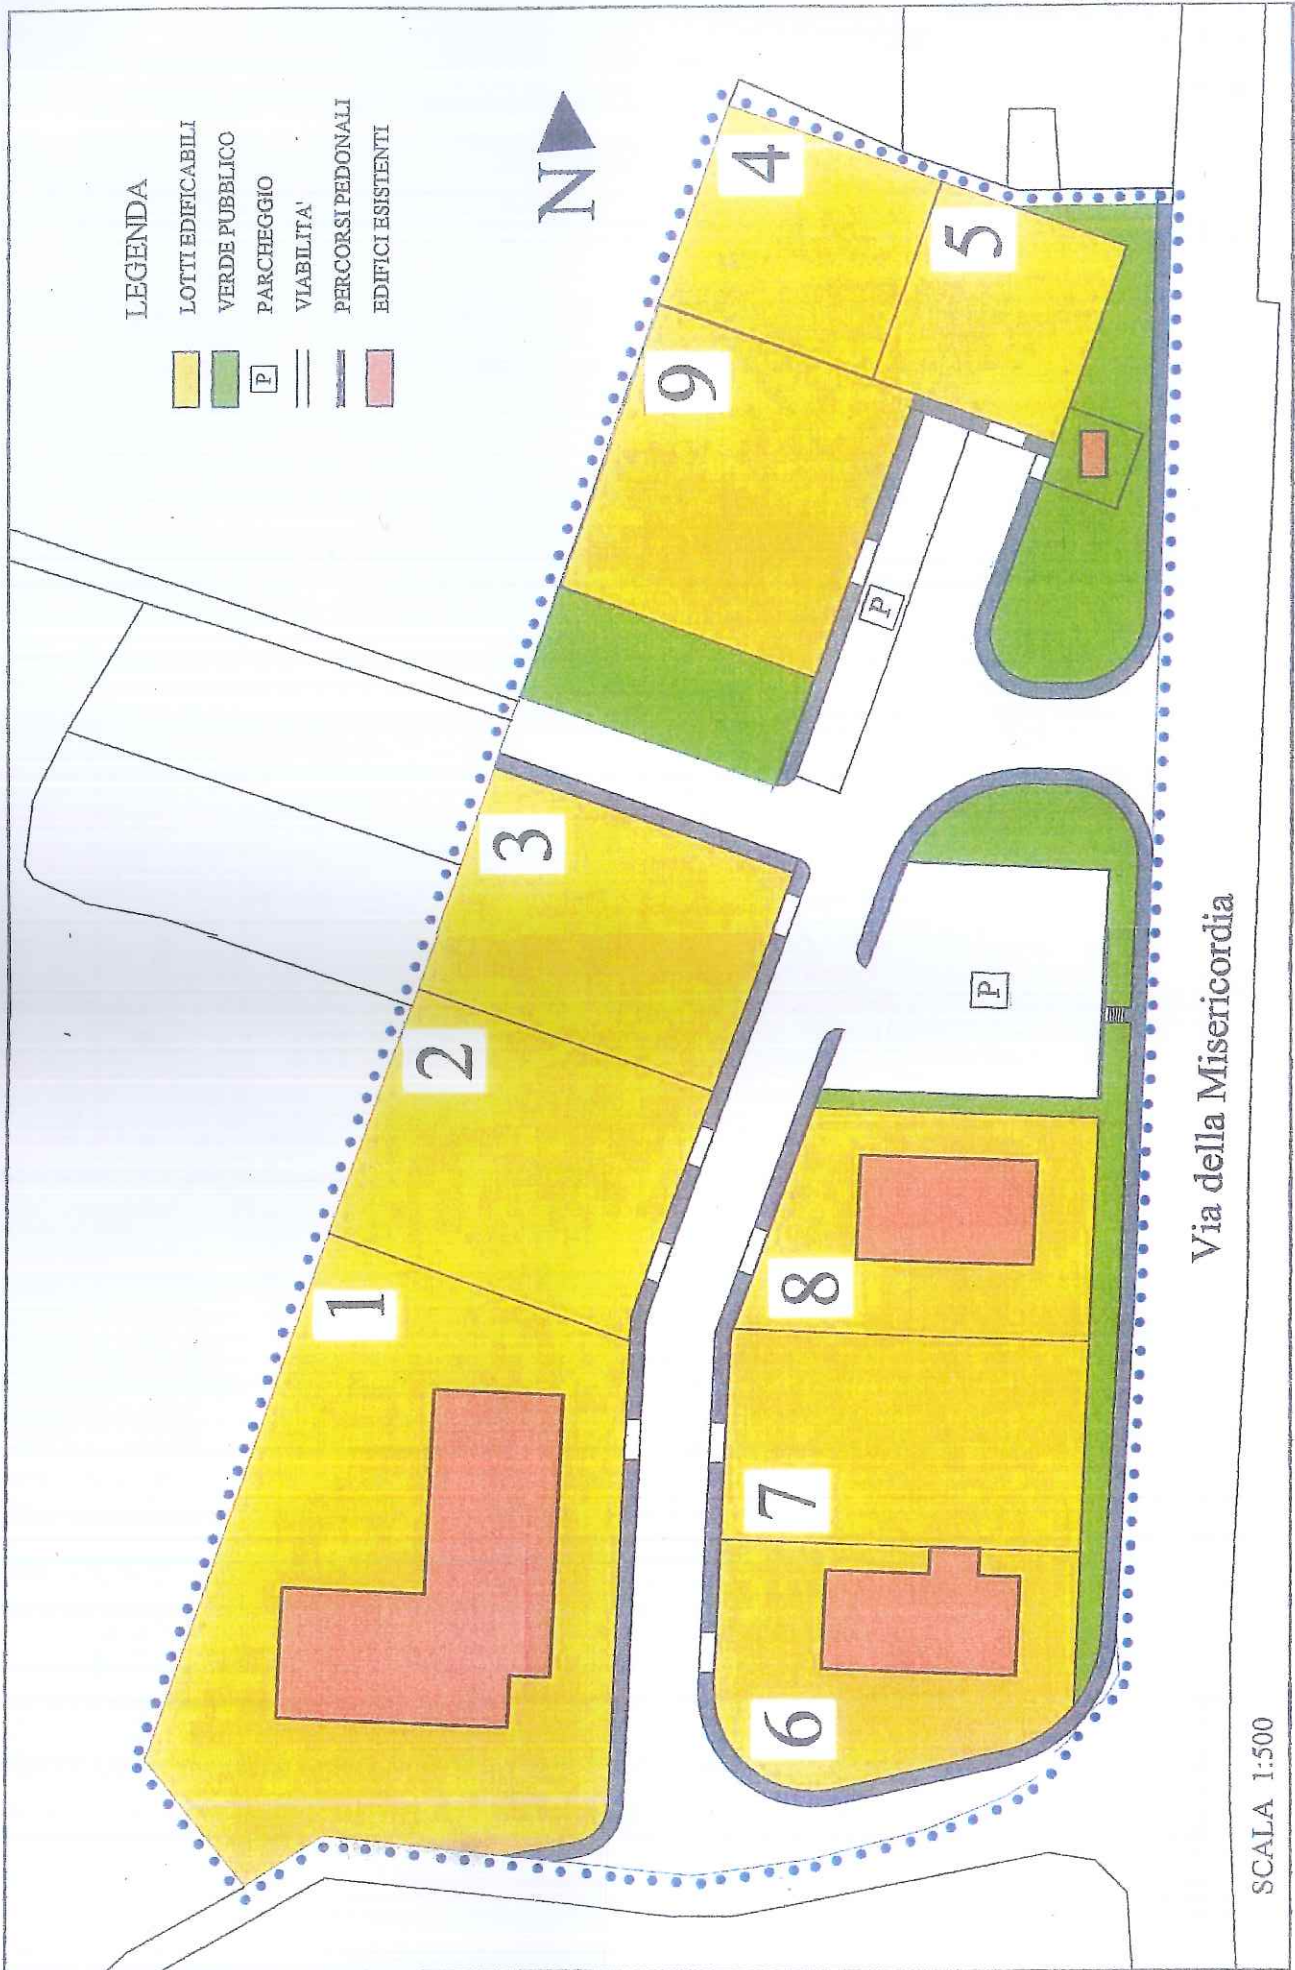 LEGENDA
LOTTI EDIFICABILI
VERDE PUBBLICO
P PARCHEGGIO
VIABILITA'
PERCORSI PEDONALI
EDIFICI ESISTENTI
N
1
2
3
9
4
5
P
P
6
7
8
Via della Misericordia
SCALA 1:500